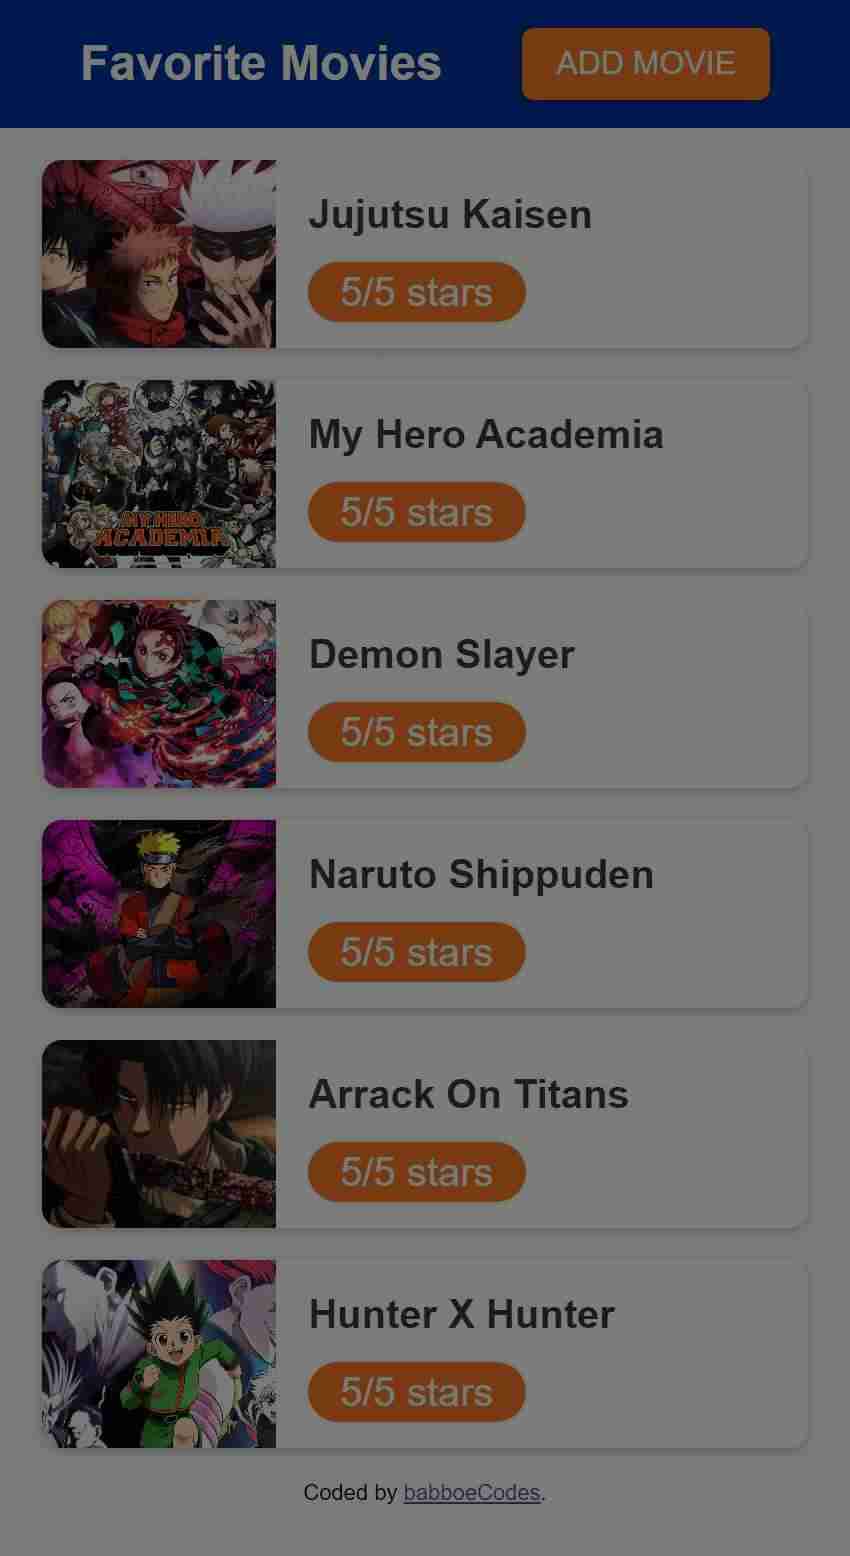 Favorite Movies
ADD MOVIE
Jujutsu Kaisen
5/5 stars
MY HERO
ACADEMIA
My Hero Academia
5/5 stars
Demon Slayer
5/5 stars
Naruto Shippuden
5/5 stars
Arrack On Titans
5/5 stars
Hunter X Hunter
5/5 stars
Coded by babboeCodes.